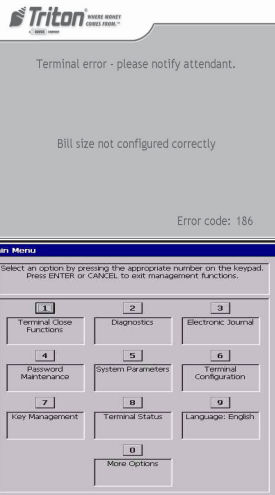 Triton® WHERE MONEY
COMES FROM.™
Terminal error - please notify attendant.
Bill size not configured correctly
Error code: 186
in Menu
Select an option by pressing the appropriate number on the keypad.
Press ENTER or CANCEL to exit management functions.
1 2 3
Terminal Close Functions Diagnostics Electronic Journal
4 5 6
Password Maintenance System Parameters Terminal Configuration
7 8 9
Key Management Terminal Status Language: English
0
More Options